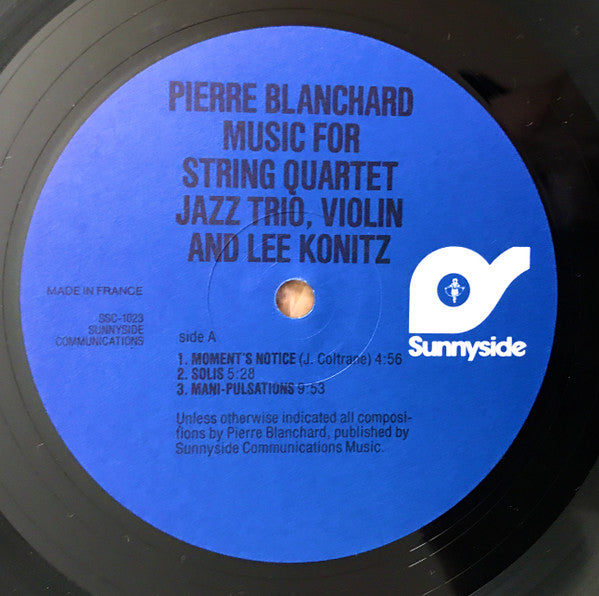 PIERRE BLANCHARD
MUSIC FOR
STRING QUARTET
JAZZ TRIO, VIOLIN
AND LEE KONITZ
MADE IN FRANCE
SSC-1023
SUNNYSIDE
COMMUNICATIONS
Sunnyside
side A
1. MOMENT'S NOTICE (J. Coltrane) 4:56
2. SOLIS 5:28
3. MANI-PULSATIONS 9:53
Unless otherwise indicated all composi-
tions by Pierre Blanchard, published by
Sunnyside Communications Music.